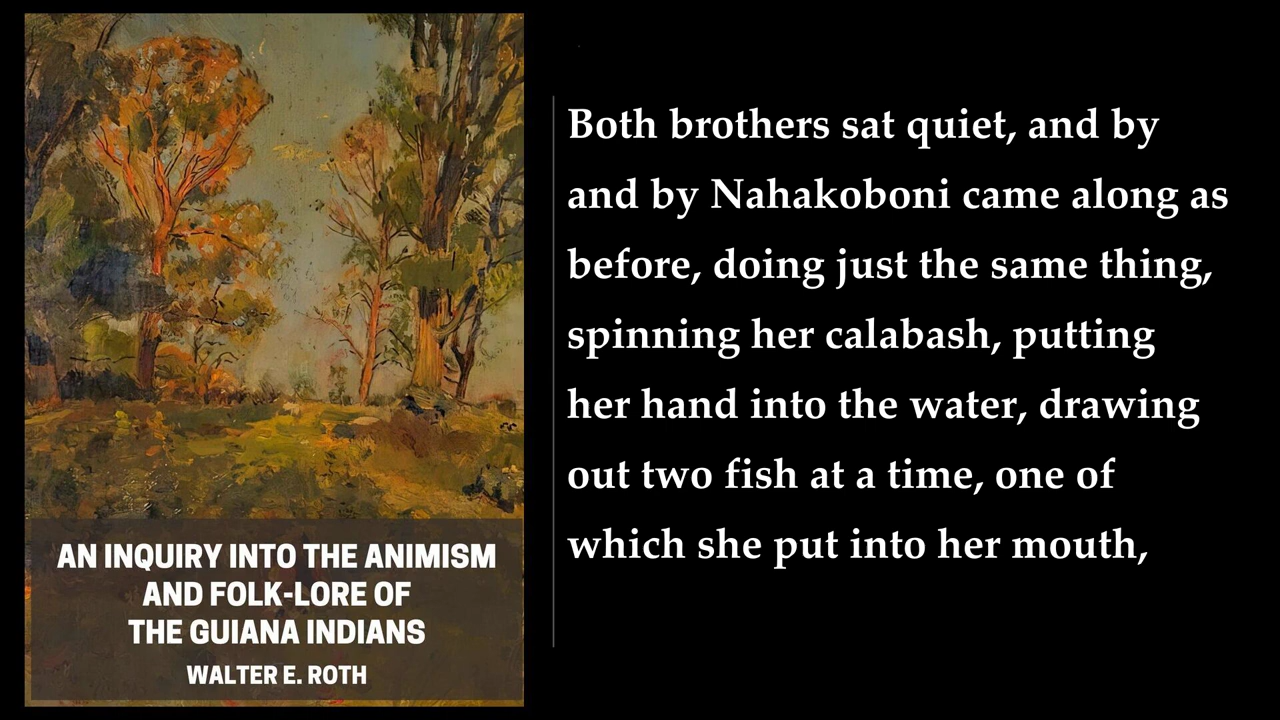 Both brothers sat quiet, and by
and by Nahakoboni came along as
before, doing just the same thing,
spinning her calabash, putting
her hand into the water, drawing
out two fish at a time, one of
which she put into her mouth,
AN INQUIRY INTO THE ANIMISM
AND FOLK-LORE OF
THE GUIANA INDIANS
WALTER E. ROTH